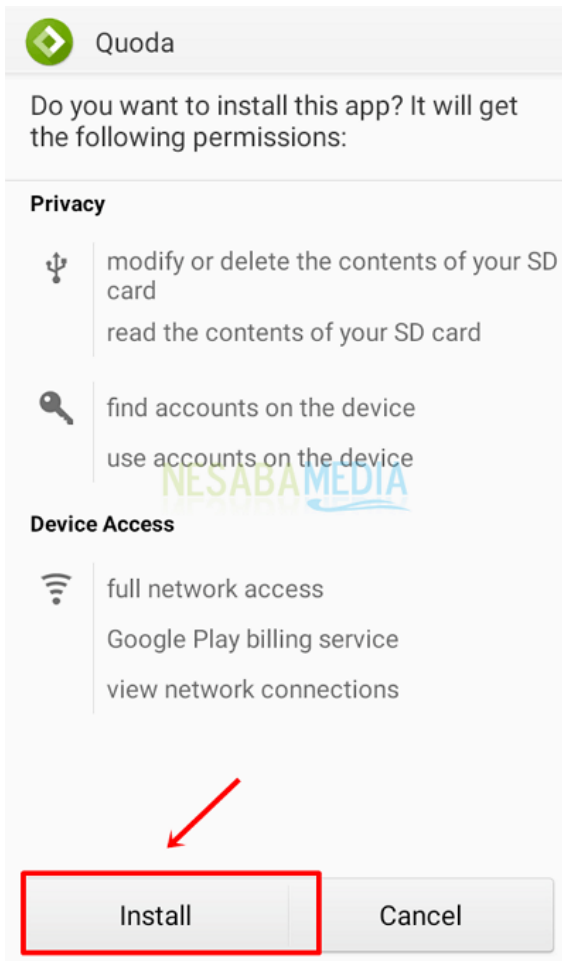 Quoda
Do you want to install this app? It will get
the following permissions:
Privacy
modify or delete the contents of your SD
card
read the contents of your SD card
find accounts on the device
use accounts on the device
NESABAMEDIA
Device Access
full network access
Google Play billing service
view network connections
Install
Cancel